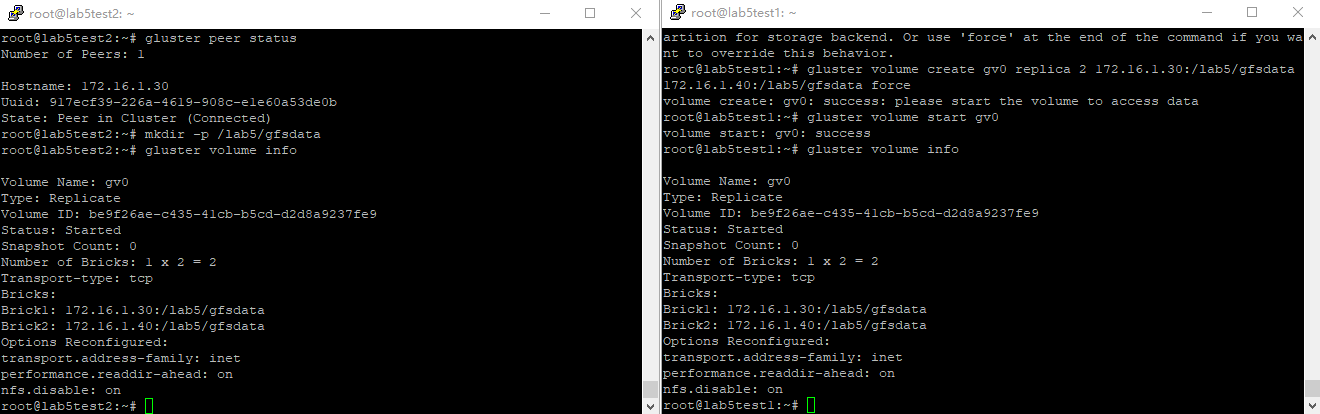 root@lab5test2: ~
root@lab5test2:~# gluster peer status
Number of Peers: 1
Hostname: 172.16.1.30
Uuid: 917ecf39-226a-4619-908c-e1e60a53de0b
State: Peer in Cluster (Connected)
root@lab5test2:~# mkdir -p /lab5/gfsdata
root@lab5test2:~# gluster volume info
Volume Name: gv0
Type: Replicate
Volume ID: be9f26ae-c435-41cb-b5cd-d2d8a9237fe9
Status: Started
Snapshot Count: 0
Number of Bricks: 1 x 2 = 2
Transport-type: tcp
Bricks:
Brick1: 172.16.1.30:/lab5/gfsdata
Brick2: 172.16.1.40:/lab5/gfsdata
Options Reconfigured:
transport.address-family: inet
performance.readdir-ahead: on
nfs.disable: on
root@lab5test2:~#
root@lab5test1: ~
artition for storage backend. Or use 'force' at the end of the command if you wa
nt to override this behavior.
root@lab5test1:~# gluster volume create gv0 replica 2 172.16.1.30:/lab5/gfsdata
172.16.1.40:/lab5/gfsdata force
volume create: gv0: success: please start the volume to access data
root@lab5test1:~# gluster volume start gv0
volume start: gv0: success
root@lab5test1:~# gluster volume info
Volume Name: gv0
Type: Replicate
Volume ID: be9f26ae-c435-41cb-b5cd-d2d8a9237fe9
Status: Started
Snapshot Count: 0
Number of Bricks: 1 x 2 = 2
Transport-type: tcp
Bricks:
Brick1: 172.16.1.30:/lab5/gfsdata
Brick2: 172.16.1.40:/lab5/gfsdata
Options Reconfigured:
transport.address-family: inet
performance.readdir-ahead: on
nfs.disable: on
root@lab5test1:~#